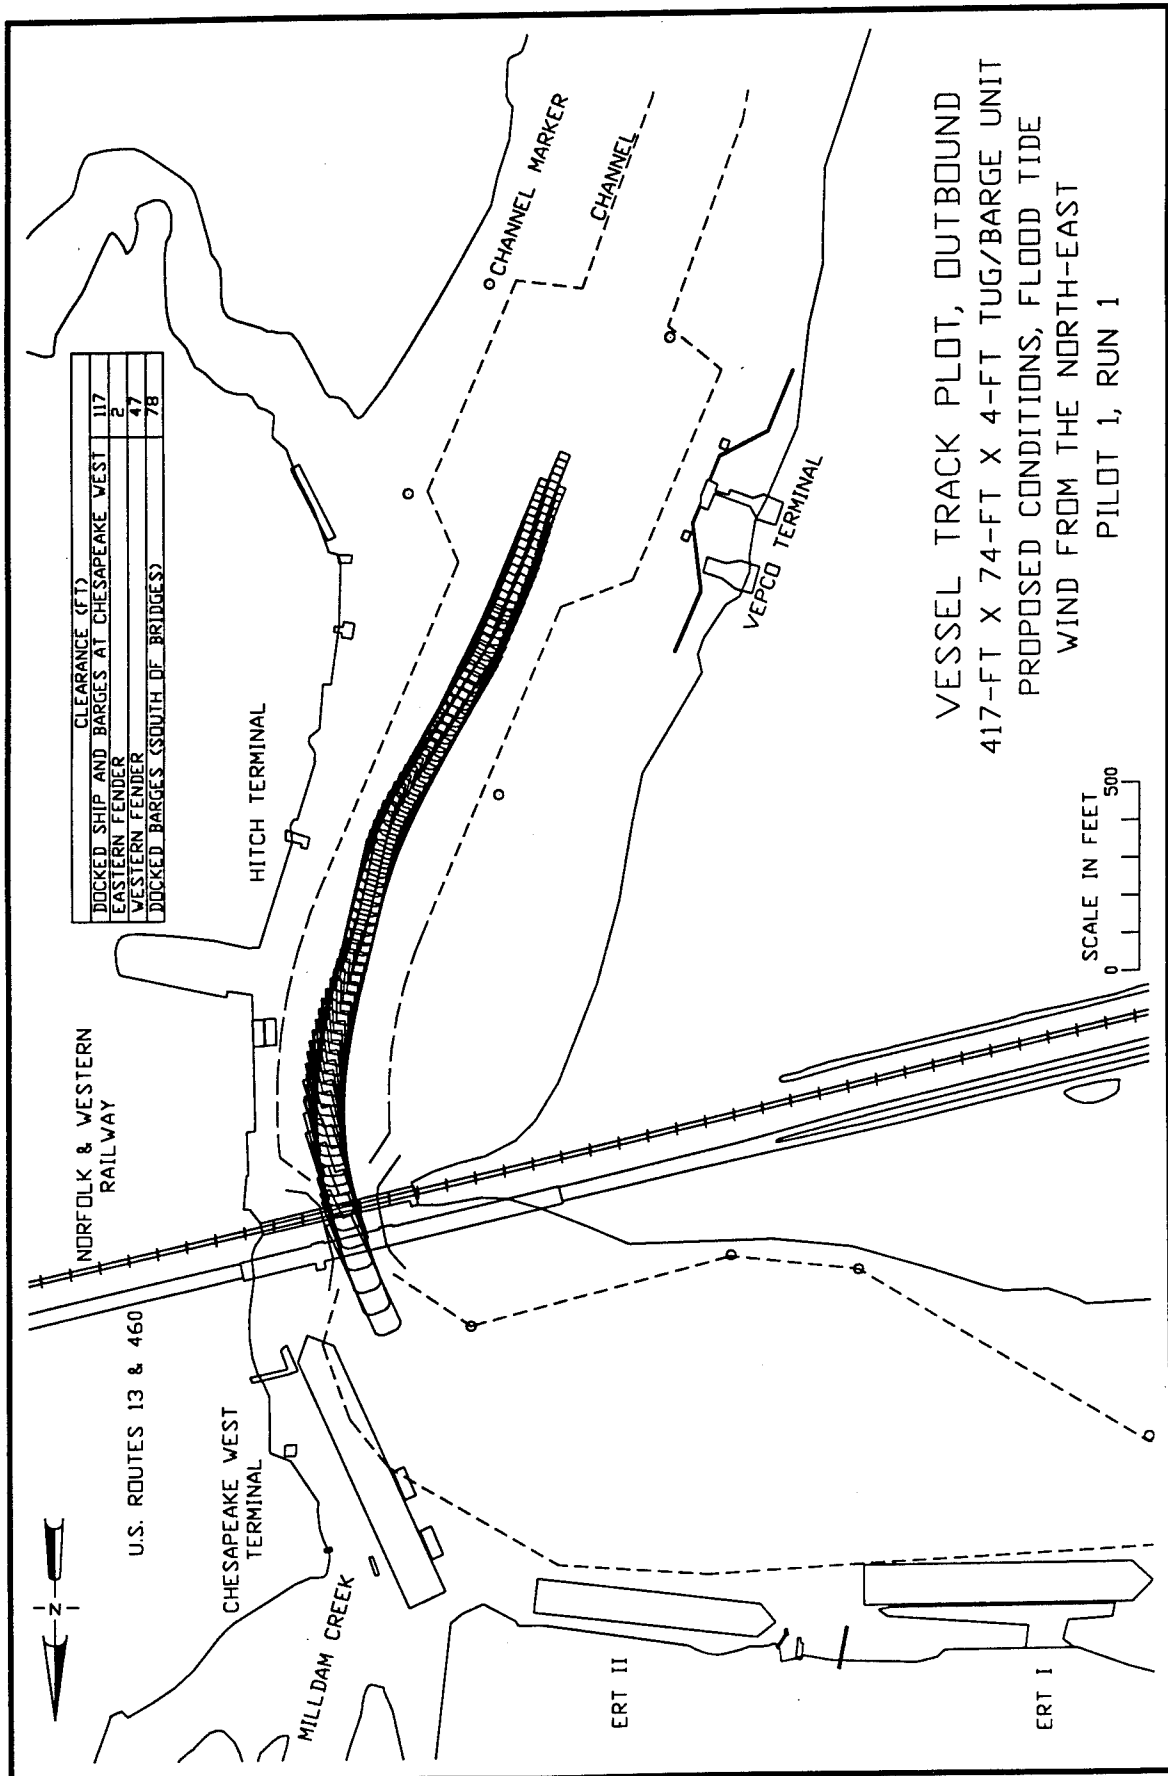 CLEARANCE (FT)
DOCKED SHIP AND BARGES AT CHESAPEAKE WEST 117
EASTERN FENDER 2
WESTERN FENDER 47
DOCKED BARGES (SOUTH OF BRIDGES) 78
NORFOLK & WESTERN
RAILWAY
U.S. ROUTES 13 & 460
HITCH TERMINAL
CHANNEL MARKER
CHANNEL
CHESAPEAKE WEST
TERMINAL
N
MILLDAM CREEK
VEPCO TERMINAL
ERT II
ERT I
SCALE IN FEET
0 500
VESSEL TRACK PLOT, OUTBOUND
417-FT X 74-FT X 4-FT TUG/BARGE UNIT
PROPOSED CONDITIONS, FLOOD TIDE
WIND FROM THE NORTH-EAST
PILOT 1, RUN 1